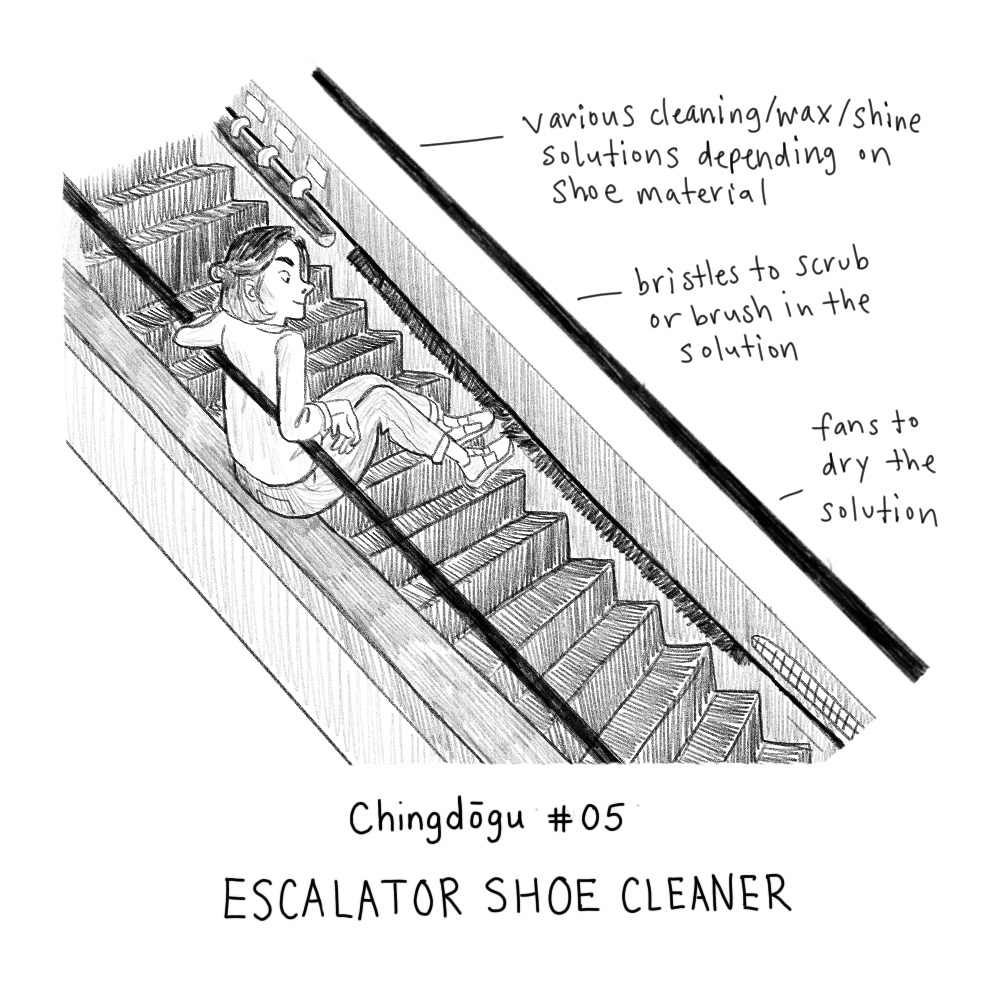 various cleaning/wax/shine
solutions depending on
shoe material
bristles to scrub
or brush in the
solution
fans to
dry the
solution
Chingdōgu #05
ESCALATOR SHOE CLEANER